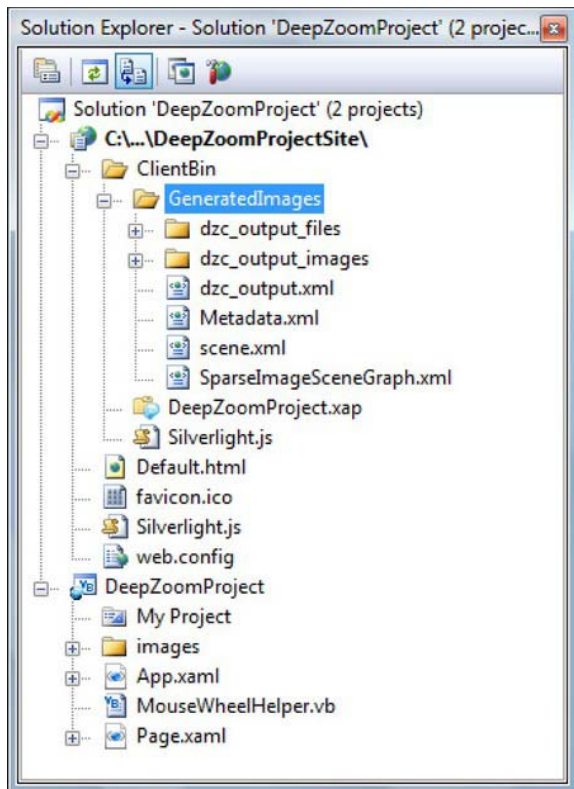 Solution Explorer - Solution 'DeepZoomProject' (2 projec...
Solution 'DeepZoomProject' (2 projects)
C:\...\DeepZoomProjectSite\
ClientBin
GeneratedImages
dzc_output_files
dzc_output_images
dzc_output.xml
Metadata.xml
scene.xml
SparseImageSceneGraph.xml
DeepZoomProject.xap
Silverlight.js
Default.html
favicon.ico
Silverlight.js
web.config
DeepZoomProject
My Project
images
App.xaml
MouseWheelHelper.vb
Page.xaml